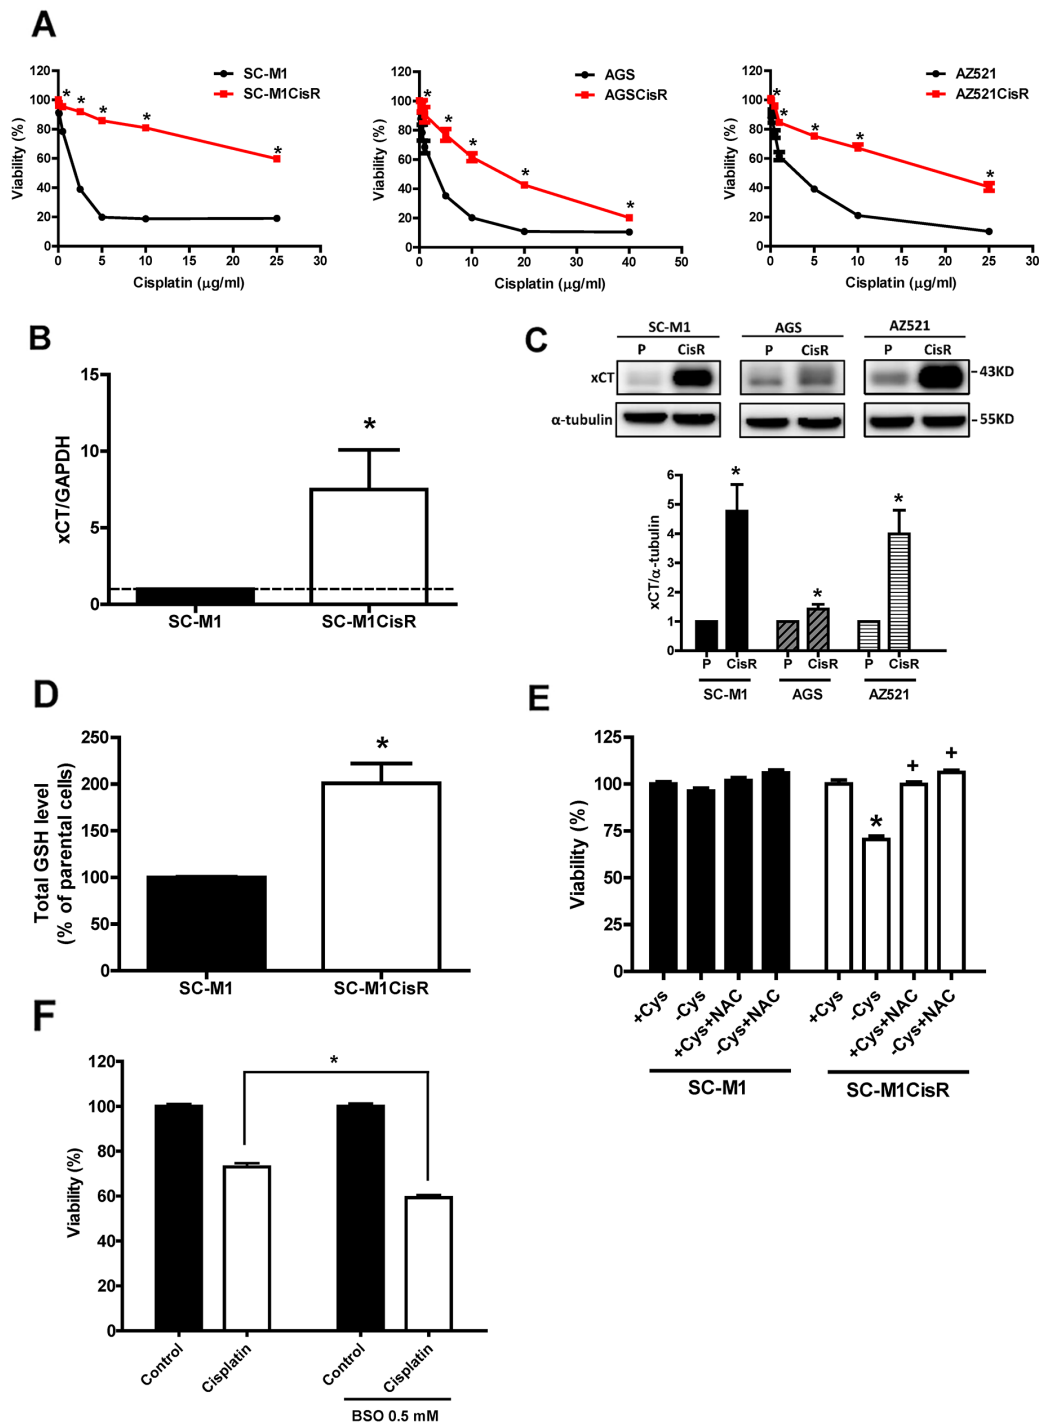 A
SC-M1
SC-M1CisR
Viability (%)
120
100
80
60
40
20
0
* * * * *
0 5 10 15 20 25 30
Cisplatin (μg/ml)
AGS
AGSCisR
Viability (%)
120
100
80
60
40
20
0
* * * * *
0 10 20 30 40 50
Cisplatin (μg/ml)
AZ521
AZ521CisR
Viability (%)
120
100
80
60
40
20
0
* * * * *
0 5 10 15 20 25 30
Cisplatin (μg/ml)
B
xCT/GAPDH
15
10
5
0
*
SC-M1 SC-M1CisR
C
SC-M1 AGS AZ521
P CisR P CisR P CisR
xCT
-43KD
α-tubulin
-55KD
xCT/α-tubulin
6
5
4
3
2
1
0
* * *
P CisR P CisR P CisR
SC-M1 AGS AZ521
D
Total GSH level
(% of parental cells)
250
200
150
100
50
0
*
SC-M1 SC-M1CisR
E
Viability (%)
125
100
75
50
25
0
* + +
+Cys -Cys +Cys+NAC -Cys+NAC +Cys -Cys +Cys+NAC -Cys+NAC
SC-M1 SC-M1CisR
F
Viability (%)
120
100
80
60
40
20
0
*
Control Cisplatin Control Cisplatin
BSO 0.5 mM